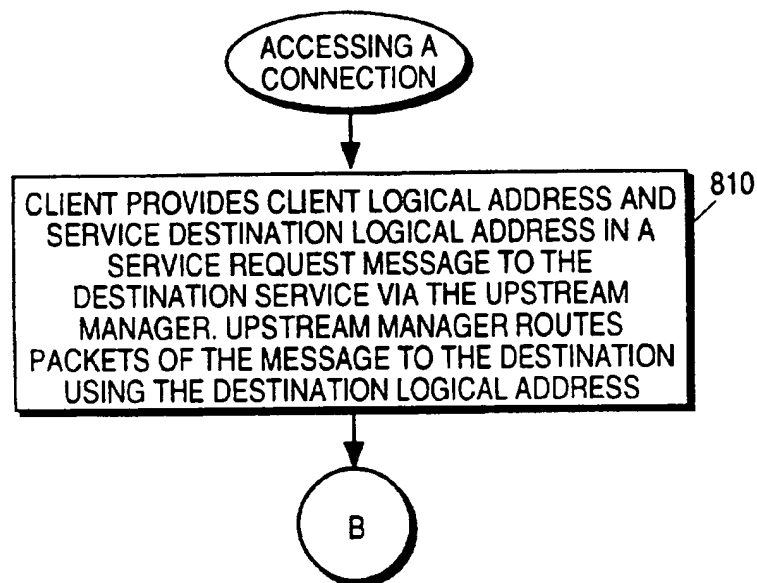 ACCESSING A
CONNECTION
810
CLIENT PROVIDES CLIENT LOGICAL ADDRESS AND
SERVICE DESTINATION LOGICAL ADDRESS IN A
SERVICE REQUEST MESSAGE TO THE
DESTINATION SERVICE VIA THE UPSTREAM
MANAGER. UPSTREAM MANAGER ROUTES
PACKETS OF THE MESSAGE TO THE DESTINATION
USING THE DESTINATION LOGICAL ADDRESS
B